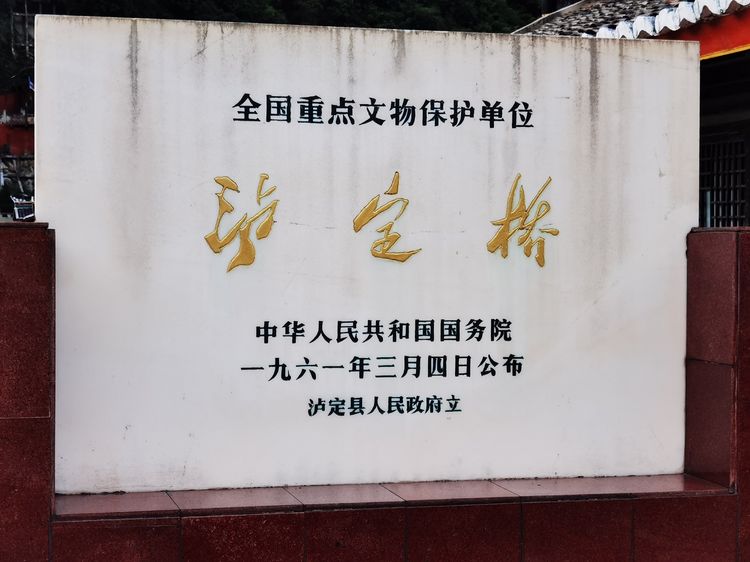 全国重点文物保护单位
泸定桥
中华人民共和国国务院
一九六一年三月四日公布
泸定县人民政府立